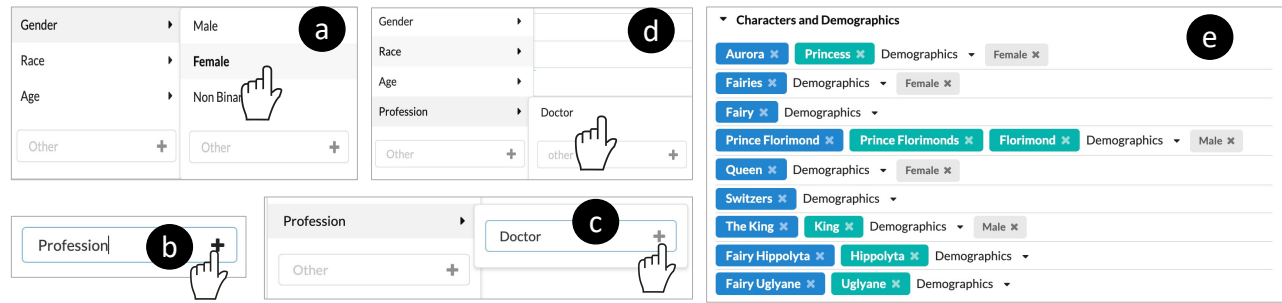 Gender
Male
a
Race
Female
Age
Non Binar
Other
Other
Gender
d
Race
Age
Profession
Doctor
Other
other
Profession
b
Profession
Doctor
c
Other
Characters and Demographics
e
Aurora × Princess × Demographics Female ×
Fairies × Demographics Female ×
Fairy × Demographics
Prince Florimond × Prince Florimonds × Florimond × Demographics Male ×
Queen × Demographics Female ×
Switzers × Demographics
The King × King × Demographics Male ×
Fairy Hippolyta × Hippolyta × Demographics
Fairy Uglyane × Uglyane × Demographics